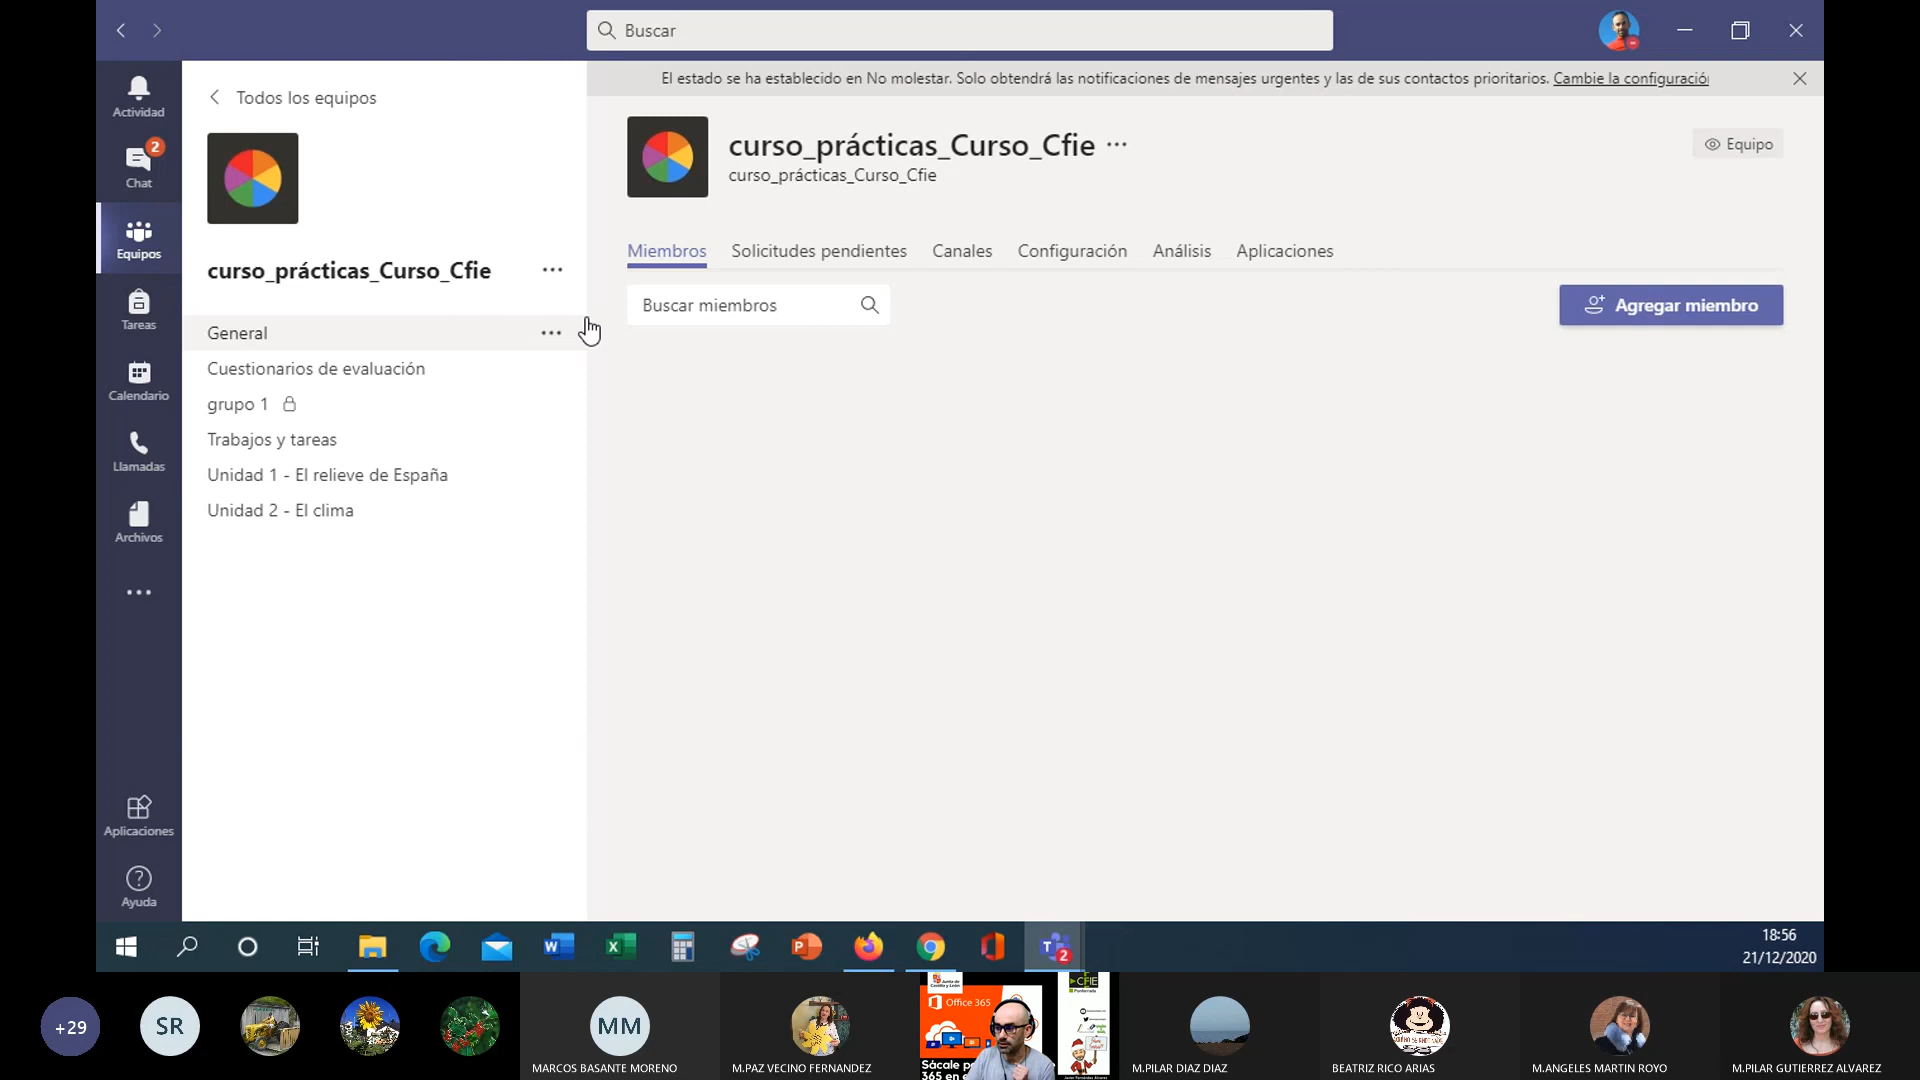 Buscar
El estado se ha establecido en No molestar. Solo obtendrá las notificaciones de mensajes urgentes y las de sus contactos prioritarios. Cambie la configuració
Actividad
2
Chat
Equipos
Tareas
Calendario
Llamadas
Archivos
Aplicaciones
Ayuda
Todos los equipos
curso_prácticas_Curso_Cfie
General
Cuestionarios de evaluación
grupo 1
Trabajos y tareas
Unidad 1 - El relieve de España
Unidad 2 - El clima
curso_prácticas_Curso_Cfie
curso_prácticas_Curso_Cfie
Equipo
Miembros Solicitudes pendientes Canales Configuración Análisis Aplicaciones
Buscar miembros
Agregar miembro
2
18:56
21/12/2020
+29
SR
MM
MARCOS BASANTE MORENO
M.PAZ VECINO FERNANDEZ
Office 365
CFIE
M.PILAR DIAZ DIAZ
BEATRIZ RICO ARIAS
M.ANGELES MARTIN ROYO
M.PILAR GUTIERREZ ALVAREZ